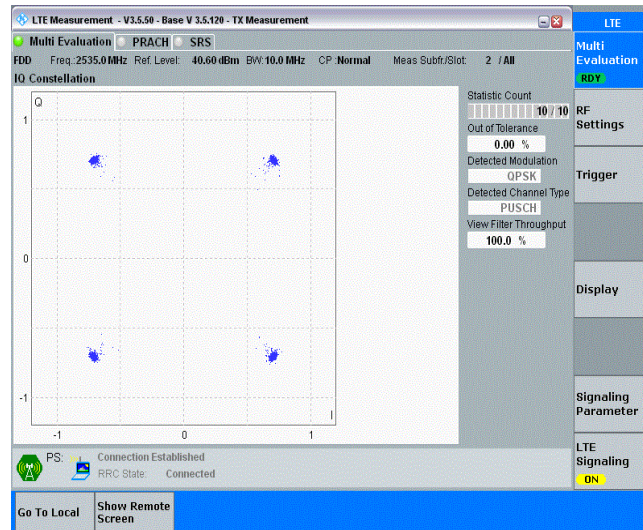 LTE Measurement - V3.5.50 - Base V 3.5.120 - TX Measurement
LTE
Multi Evaluation PRACH SRS
Multi
Evaluation
RDY
FDD Freq.:2535.0 MHz Ref. Level: 40.60 dBm BW:10.0 MHz CP :Normal Meas Subfr./Slot: 2 / All
IQ Constellation
Q
1
0
-1
-1 0 1
I
Statistic Count
10 / 10
Out of Tolerance
0.00 %
Detected Modulation
QPSK
Detected Channel Type
PUSCH
View Filter Throughput
100.0 %
RF
Settings
Trigger
Display
Signaling
Parameter
LTE
Signaling
ON
PS: Connection Established
RRC State: Connected
Go To Local
Show Remote
Screen